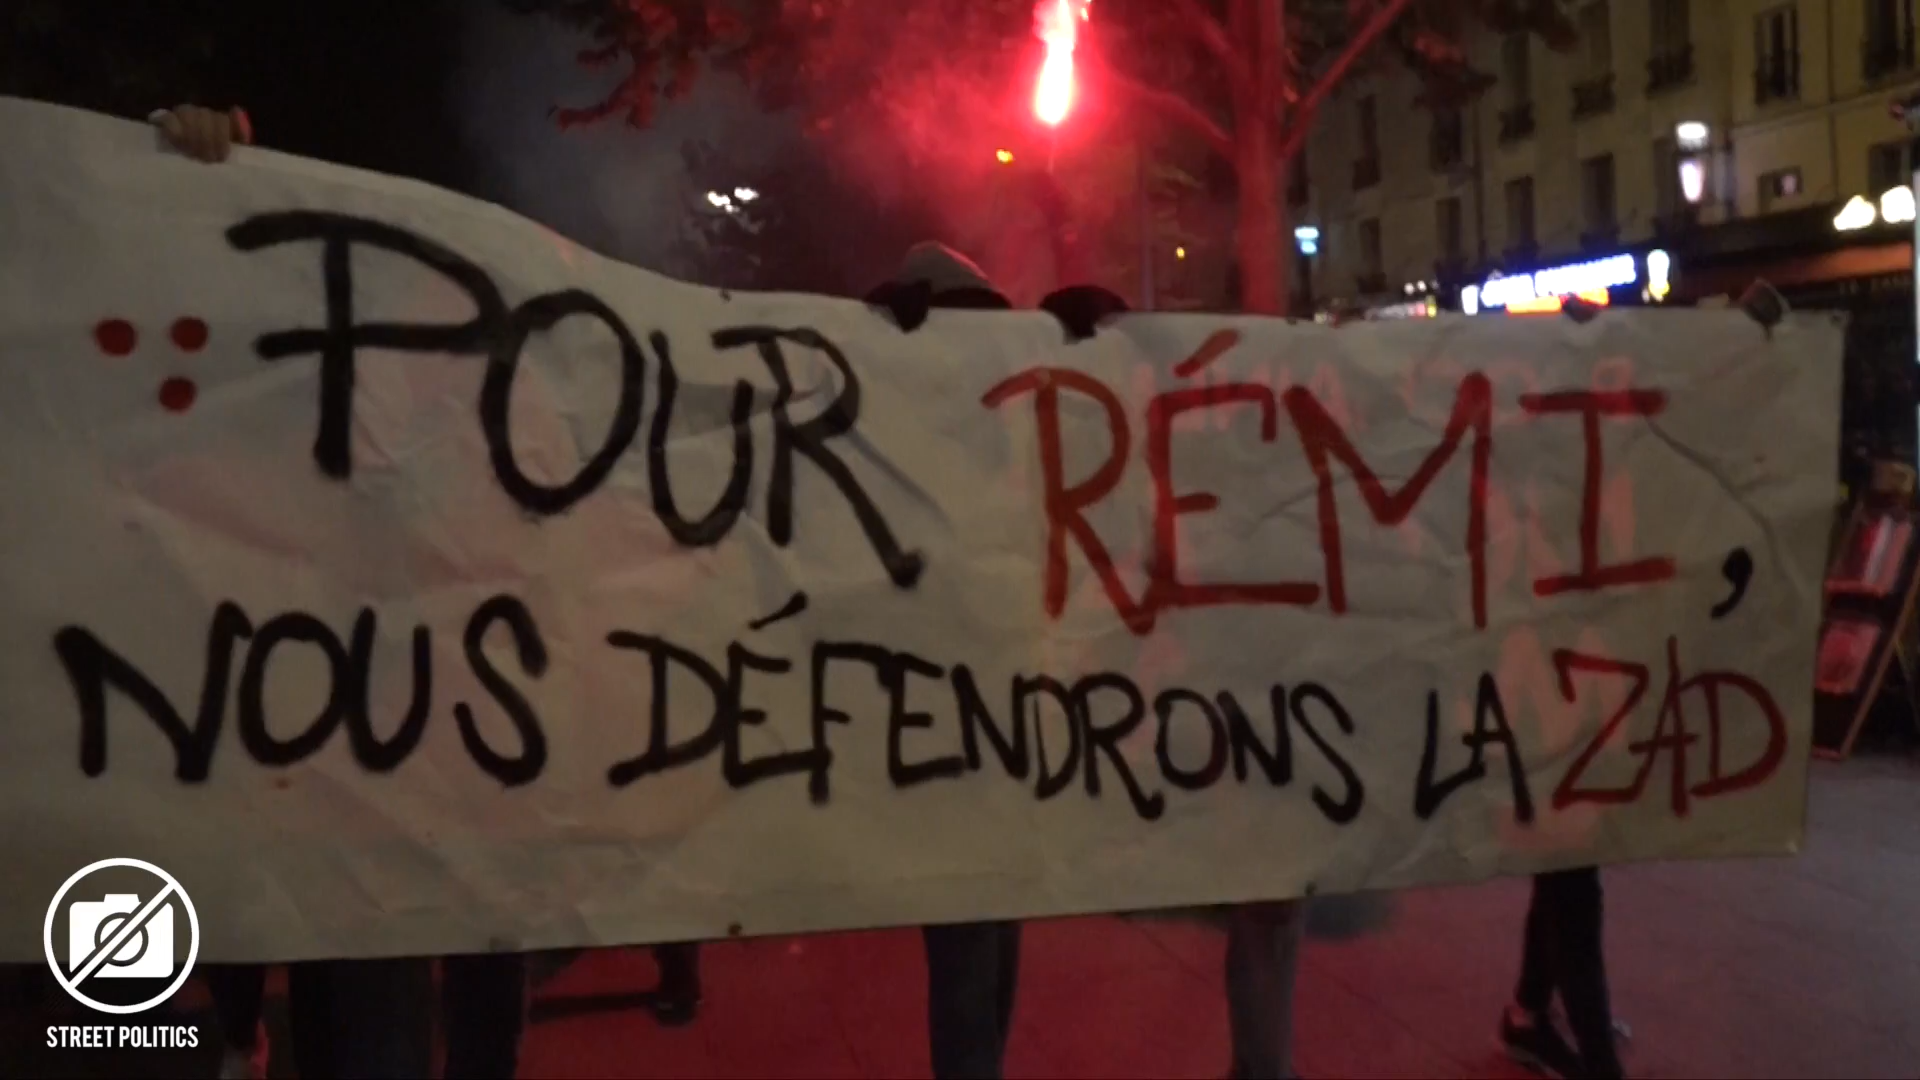 POUR RÉMI,
NOUS DÉFENDRONS LA ZAD
STREET POLITICS